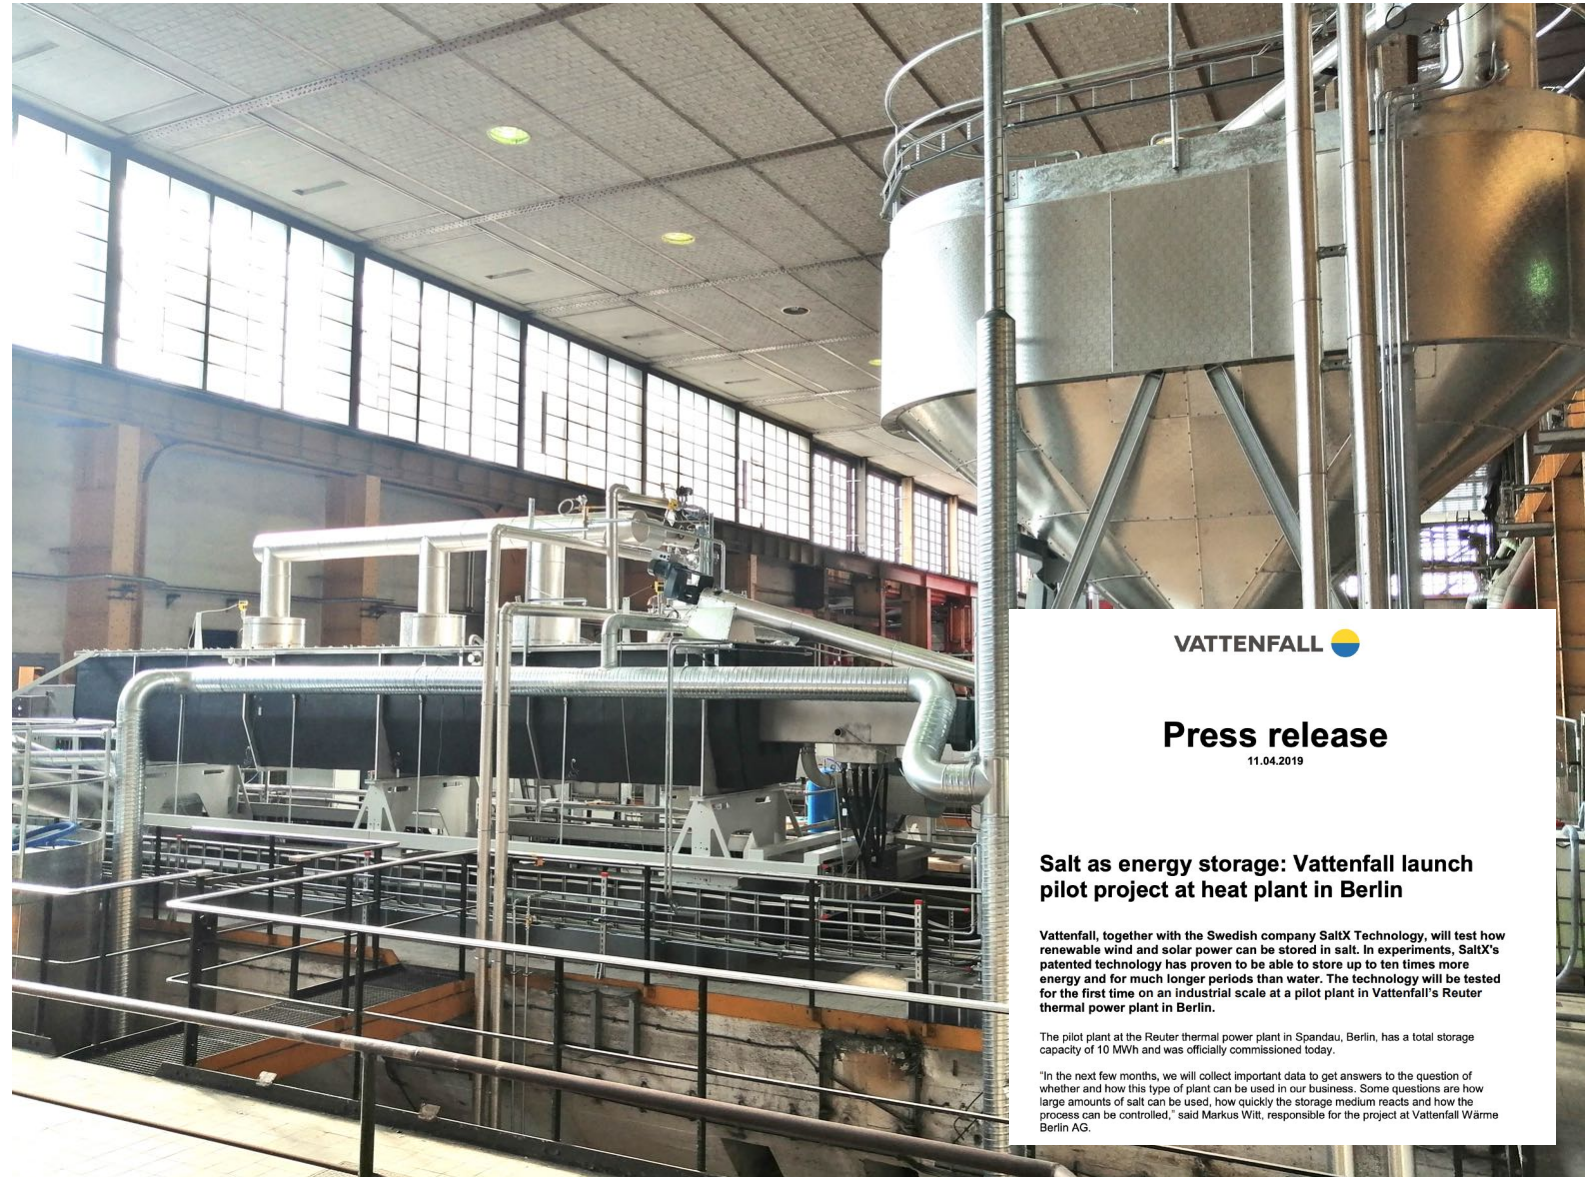 VATTENFALL
Press release
11.04.2019
Salt as energy storage: Vattenfall launch
pilot project at heat plant in Berlin
Vattenfall, together with the Swedish company SaltX Technology, will test how
renewable wind and solar power can be stored in salt. In experiments, SaltX's
patented technology has proven to be able to store up to ten times more
energy and for much longer periods than water. The technology will be tested
for the first time on an industrial scale at a pilot plant in Vattenfall's Reuter
thermal power plant in Berlin.
The pilot plant at the Reuter thermal power plant in Spandau, Berlin, has a total storage
capacity of 10 MWh and was officially commissioned today.
"In the next few months, we will collect important data to get answers to the question of
whether and how this type of plant can be used in our business. Some questions are how
large amounts of salt can be used, how quickly the storage medium reacts and how the
process can be controlled," said Markus Witt, responsible for the project at Vattenfall Wärme
Berlin AG.